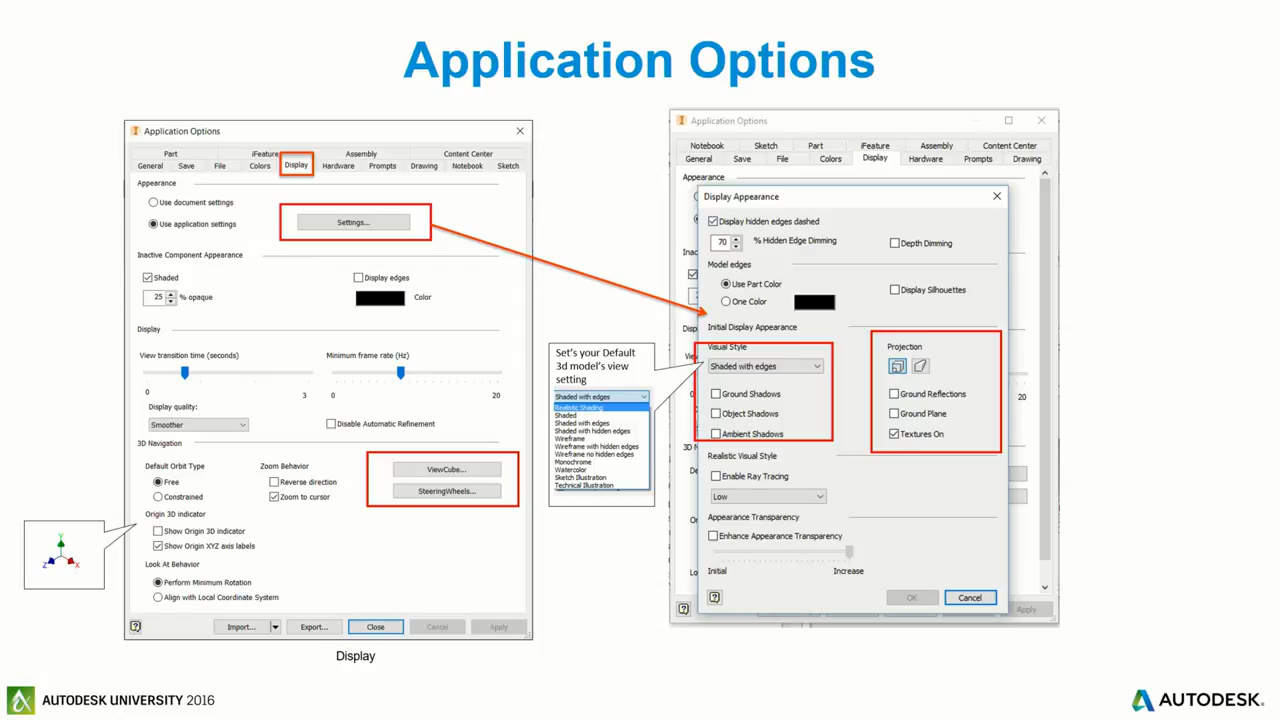 Application Options
Application Options
Part iFeature Assembly Content Center
General Save File Colors Display Hardware Prompts Drawing Notebook Sketch
Appearance
Use document settings
Use application settings
Settings...
Inactive Component Appearance
Shaded
Display edges
25 % opaque
Color
Display
View transition time (seconds)
Minimum frame rate (Hz)
0 3 0 20
Display quality:
Smoother
Disable Automatic Refinement
3D Navigation
Default Orbit Type
Free
Constrained
Zoom Behavior
Reverse direction
Zoom to cursor
ViewCube...
SteeringWheels...
Origin 3D indicator
Show Origin 3D indicator
Show Origin XYZ axis labels
Look At Behavior
Perform Minimum Rotation
Align with Local Coordinate System
Import... Export... Close Cancel Apply
Y
Z X
Display
Set's your Default
3d model's view
setting
Shaded with edges
Realistic Shading
Shaded
Shaded with edges
Shaded with hidden edges
Wireframe
Wireframe with hidden edges
Wireframe no hidden edges
Monochrome
Watercolor
Sketch Illustration
Technical Illustration
Application Options
Notebook Sketch Part iFeature Assembly Content Center
General Save File Colors Display Hardware Prompts Drawing
Appearance
Display Appearance
Display hidden edges dashed
70 % Hidden Edge Dimming
Depth Dimming
Model edges
Use Part Color
One Color
Display Silhouettes
Initial Display Appearance
Visual Style
Shaded with edges
Ground Shadows
Object Shadows
Ambient Shadows
Projection
Ground Reflections
Ground Plane
Textures On
Realistic Visual Style
Enable Ray Tracing
Low
Appearance Transparency
Enhance Appearance Transparency
Initial Increase
OK Cancel
20
Apply
AUTODESK UNIVERSITY 2016
AUTODESK.